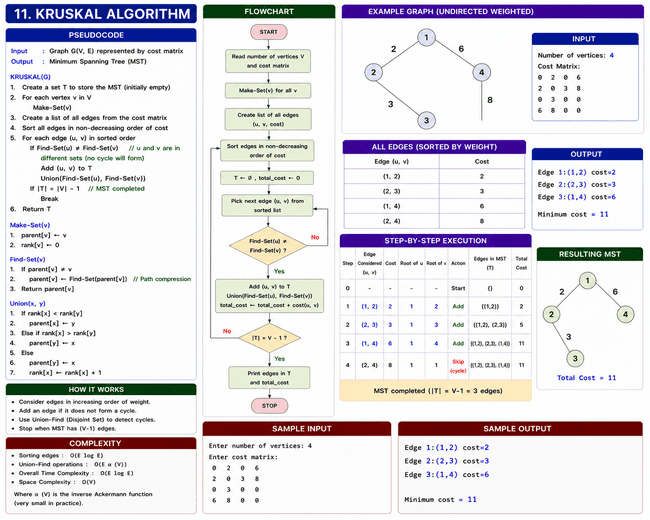 11. KRUSKAL ALGORITHM
PSEUDOCODE
Input : Graph G(V, E) represented by cost matrix
Output : Minimum Spanning Tree (MST)
KRUSKAL(G)
1. Create a set T to store the MST (initially empty)
2. For each vertex v in V
Make-Set(v)
3. Create a list of all edges from the cost matrix
4. Sort all edges in non-decreasing order of cost
5. For each edge (u, v) in sorted order
If Find-Set(u) ≠ Find-Set(v) // u and v are in
different sets (no cycle will form)
Add (u, v) to T
Union(Find-Set(u), Find-Set(v))
If |T| = |V| - 1 // MST completed
Break
6. Return T
Make-Set(v)
1. parent[v] ← v
2. rank[v] ← 0
Find-Set(v)
1. If parent[v] ≠ v
2. parent[v] ← Find-Set(parent[v]) // Path compression
3. Return parent[v]
Union(x, y)
1. If rank[x] < rank[y]
2. parent[x] ← y
3. Else if rank[x] > rank[y]
4. parent[y] ← x
5. Else
6. parent[y] ← x
7. rank[x] ← rank[x] + 1
HOW IT WORKS
• Consider edges in increasing order of weight.
• Add an edge if it does not form a cycle.
• Use Union-Find (Disjoint Set) to detect cycles.
• Stop when MST has (V-1) edges.
COMPLEXITY
• Sorting edges : O(E log E)
• Union-Find operations : O(E α (V))
• Overall Time Complexity : O(E log E)
• Space Complexity : O(V)
Where α (V) is the inverse Ackermann function
(very small in practice).
FLOWCHART
START
Read number of vertices V
and cost matrix
Make-Set(v) for all v
Create list of all edges
(u, v, cost)
Sort edges in non-decreasing
order of cost
T ← ∅ , total_cost ← 0
Pick next edge (u, v) from
sorted list
Find-Set(u) ≠
Find-Set(v) ?
No
Yes
Add (u, v) to T
Union(Find-Set(u), Find-Set(v))
total_cost ← total_cost + cost(u, v)
No
|T| = V - 1 ?
Yes
Print edges in T
and total_cost
STOP
EXAMPLE GRAPH (UNDIRECTED WEIGHTED)
1
2
6
2
4
3
8
3
INPUT
Number of vertices: 4
Cost Matrix:
0 2 0 6
2 0 3 8
0 3 0 0
6 8 0 0
ALL EDGES (SORTED BY WEIGHT)
Edge (u, v) Cost
(1, 2) 2
(2, 3) 3
(1, 4) 6
(2, 4) 8
OUTPUT
Edge 1:(1,2) cost=2
Edge 2:(2,3) cost=3
Edge 3:(1,4) cost=6
Minimum cost = 11
STEP-BY-STEP EXECUTION
Step Edge Considered (u, v) Cost Root of u Root of v Action Edges in MST (T) Total Cost
0 - - - - Start {} 0
1 (1, 2) 2 1 2 Add {(1,2)} 2
2 (2, 3) 3 1 3 Add {(1,2), (2,3)} 5
3 (1, 4) 6 1 4 Add {(1,2), (2,3), (1,4)} 11
4 (2, 4) 8 1 1 Skip (cycle) {(1,2), (2,3), (1,4)} 11
MST completed (|T| = V-1 = 3 edges)
RESULTING MST
1
2
6
2
4
3
3
Total Cost = 11
SAMPLE INPUT
Enter number of vertices: 4
Enter cost matrix:
0 2 0 6
2 0 3 8
0 3 0 0
6 8 0 0
SAMPLE OUTPUT
Edge 1:(1,2) cost=2
Edge 2:(2,3) cost=3
Edge 3:(1,4) cost=6
Minimum cost = 11